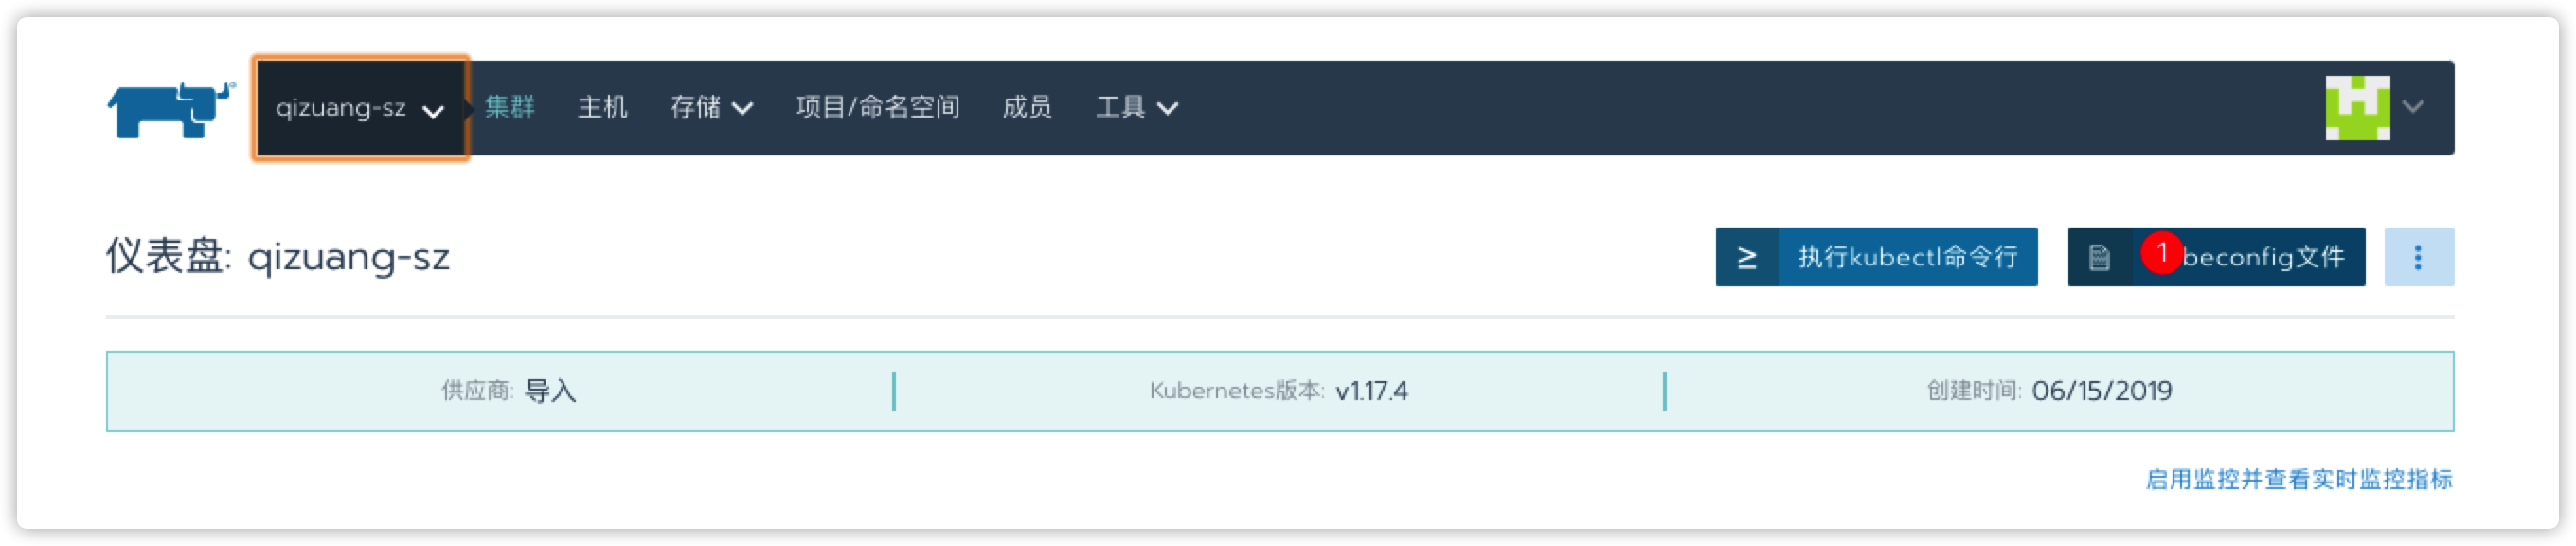 qizuang-sz 集群 主机 存储 项目/命名空间 成员 工具
仪表盘: qizuang-sz 执行kubectl命令行 1 beconfig文件
供应商: 导入 Kubernetes版本: v1.17.4 创建时间: 06/15/2019
启用监控并查看实时监控指标